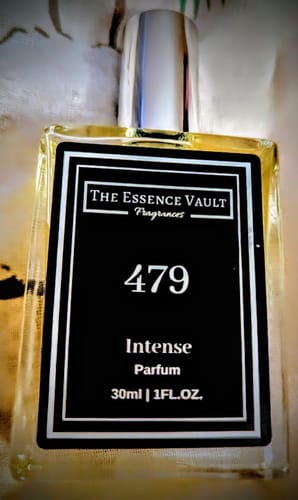 THE ESSENCE VAULT
Fragrances
479
Intense
Parfum
30ml | 1FL.OZ.